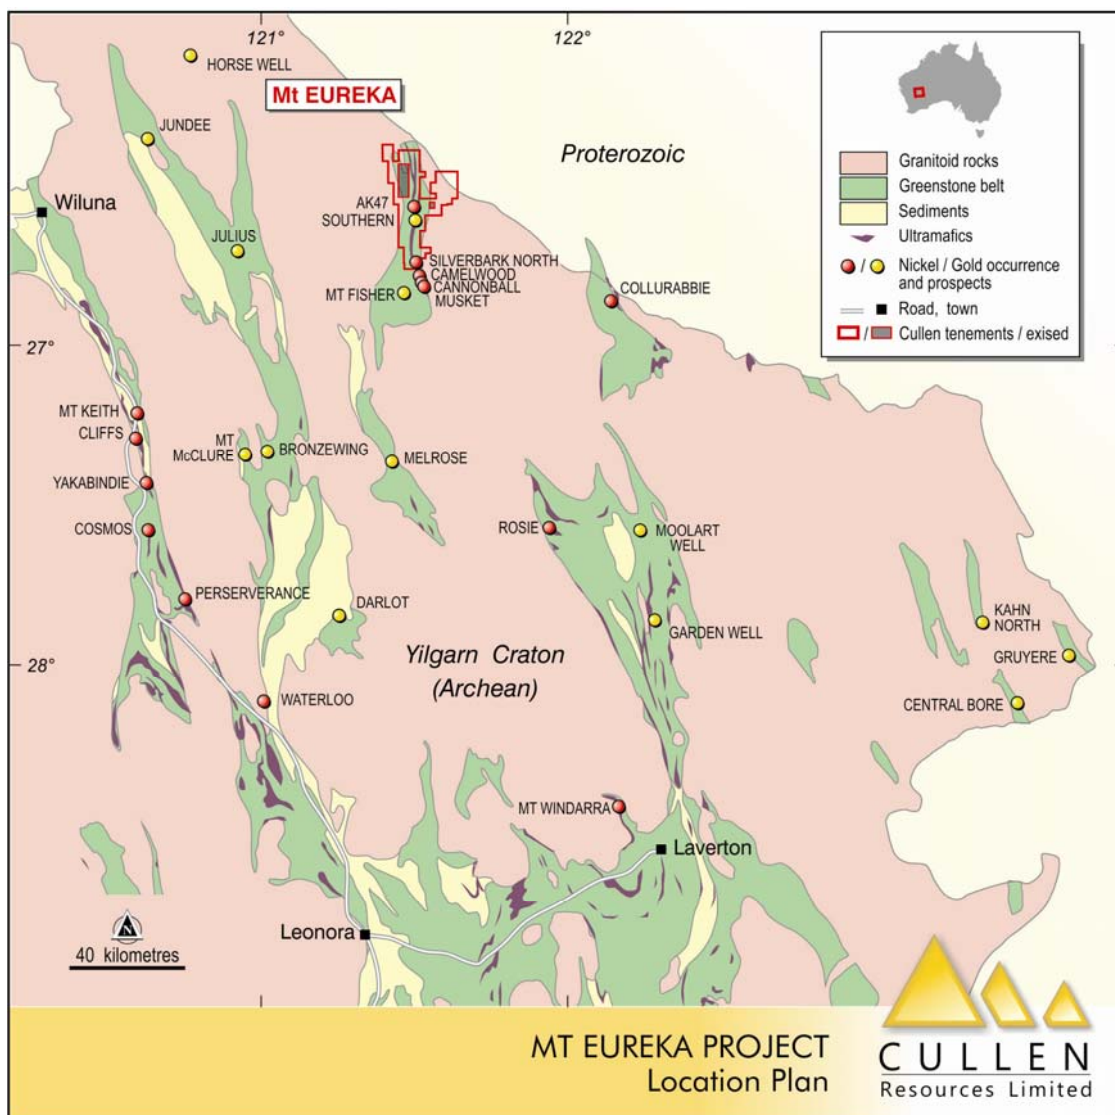 121°
122°
HORSE WELL
Mt EUREKA
JUNDEE
Proterozoic
Wiluna
AK47
SOUTHERN
JULIUS
SILVERBARK NORTH
CAMELWOOD
CANNONBALL
MUSKET
MT FISHER
COLLURABBIE
27°
Granitoid rocks
Greenstone belt
Sediments
Ultramafics
/
Nickel / Gold occurrence
and prospects
Road, town
/
Cullen tenements / exised
MT KEITH
CLIFFS
MT
McCLURE
BRONZEWING
MELROSE
YAKABINDIE
COSMOS
ROSIE
MOOLART
WELL
PERSERVERANCE
DARLOT
GARDEN WELL
KAHN
NORTH
GRUYERE
28°
Yilgarn Craton
(Archean)
WATERLOO
CENTRAL BORE
MT WINDARRA
Laverton
Leonora
N
40 kilometres
MT EUREKA PROJECT
Location Plan
CULLEN
Resources Limited